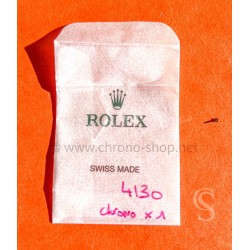 © www.chrono-shop.net
ROLEX
SWISS MADE
4130
chrono x 1
S